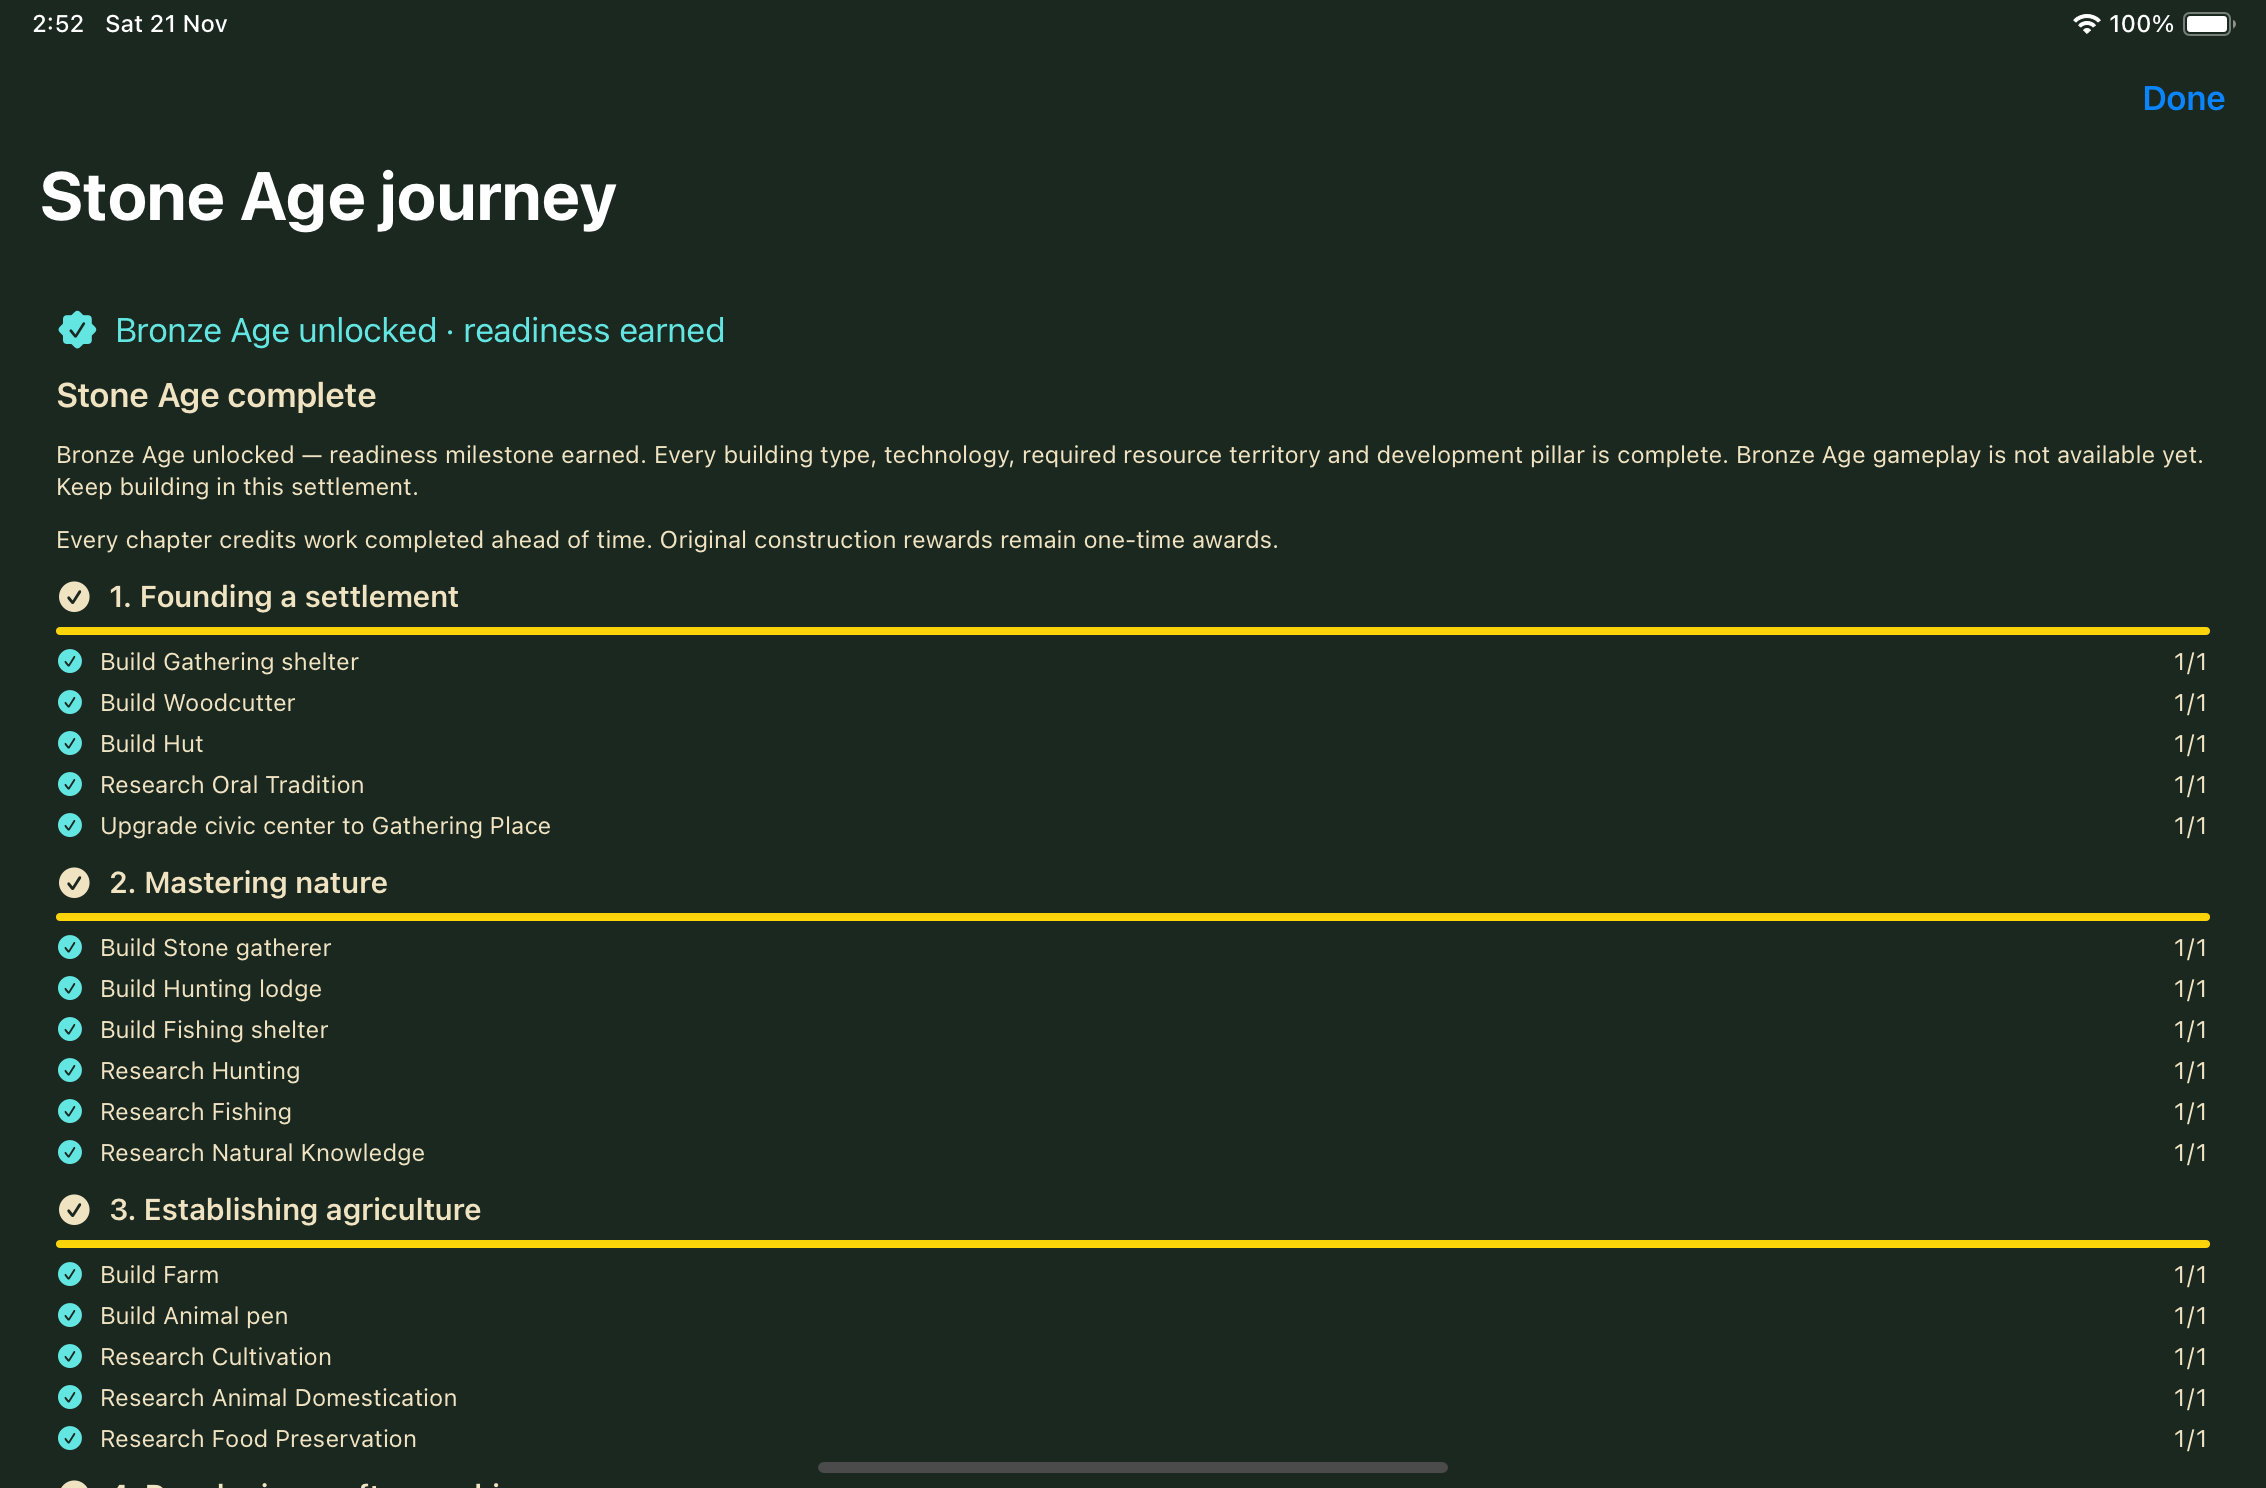 2:52 Sat 21 Nov 100%
Done
Stone Age journey
Bronze Age unlocked · readiness earned
Stone Age complete
Bronze Age unlocked — readiness milestone earned. Every building type, technology, required resource territory and development pillar is complete. Bronze Age gameplay is not available yet.
Keep building in this settlement.
Every chapter credits work completed ahead of time. Original construction rewards remain one-time awards.
1. Founding a settlement
Build Gathering shelter 1/1
Build Woodcutter 1/1
Build Hut 1/1
Research Oral Tradition 1/1
Upgrade civic center to Gathering Place 1/1
2. Mastering nature
Build Stone gatherer 1/1
Build Hunting lodge 1/1
Build Fishing shelter 1/1
Research Hunting 1/1
Research Fishing 1/1
Research Natural Knowledge 1/1
3. Establishing agriculture
Build Farm 1/1
Build Animal pen 1/1
Research Cultivation 1/1
Research Animal Domestication 1/1
Research Food Preservation 1/1